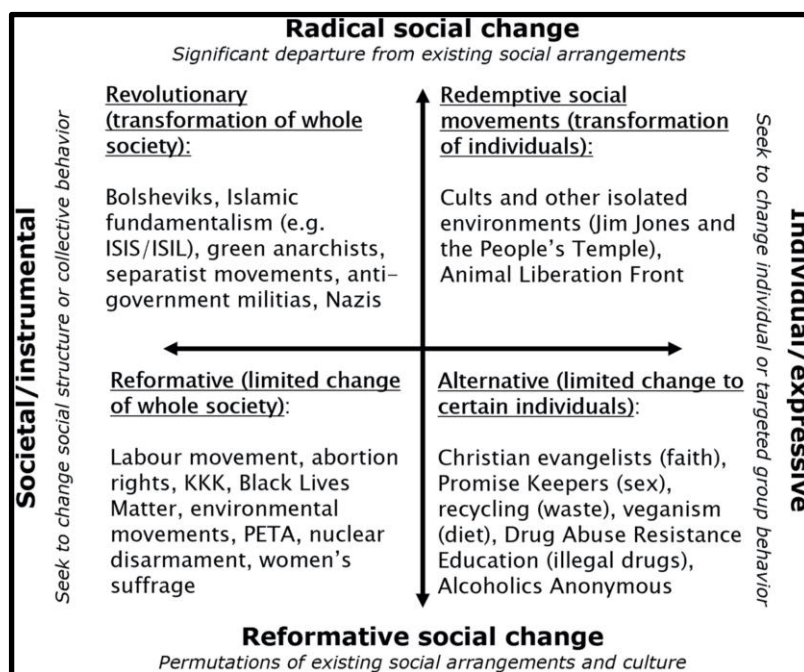 Radical social change
Significant departure from existing social arrangements
Societal/instrumental
Seek to change social structure or collective behavior
Revolutionary
(transformation of whole
society):
Bolsheviks, Islamic
fundamentalism (e.g.
ISIS/ISIL), green anarchists,
separatist movements, anti-
government militias, Nazis
Redemptive social
movements (transformation
of individuals):
Cults and other isolated
environments (Jim Jones and
the People’s Temple),
Animal Liberation Front
Reformative (limited change
of whole society):
Labour movement, abortion
rights, KKK, Black Lives
Matter, environmental
movements, PETA, nuclear
disarmament, women’s
suffrage
Alternative (limited change to
certain individuals):
Christian evangelists (faith),
Promise Keepers (sex),
recycling (waste), veganism
(diet), Drug Abuse Resistance
Education (illegal drugs),
Alcoholics Anonymous
Seek to change individual or targeted group behavior
Individual/expressive
Reformative social change
Permutations of existing social arrangements and culture